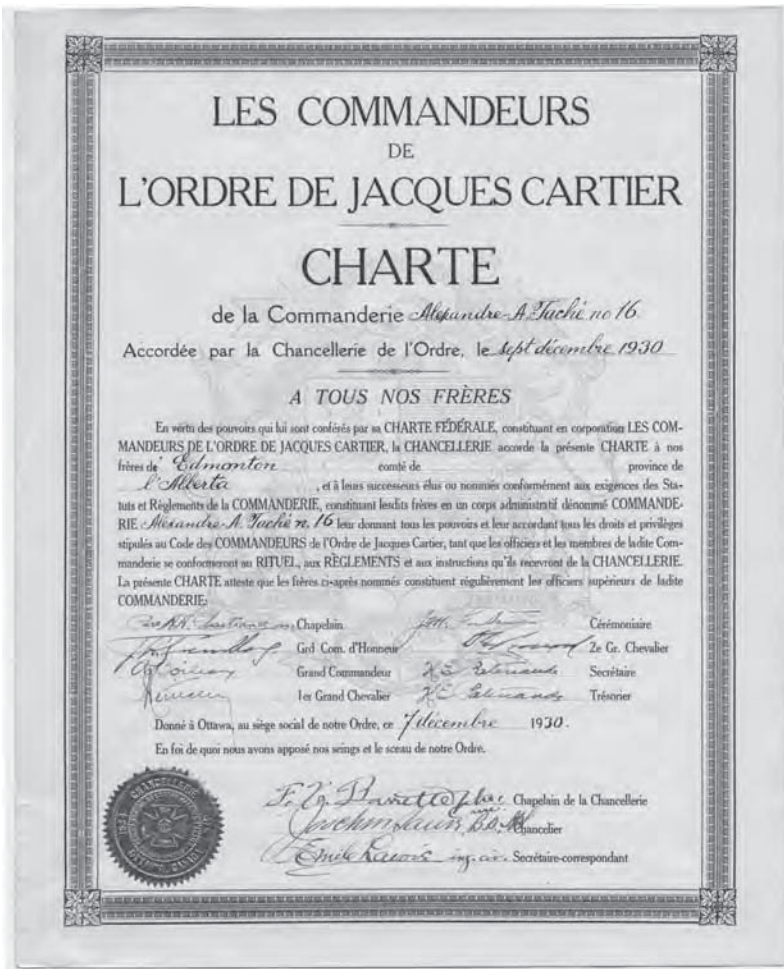 LES COMMANDEURS
DE
L'ORDRE DE JACQUES CARTIER
CHARTE
de la Commanderie Alexandre-A. Taché no 16
Accordée par la Chancellerie de l'Ordre, le sept décembre 1930
A TOUS NOS FRÈRES
En vertu des pouvoirs qui lui sont conférés par sa CHARTE FÉDÉRALE, constituant en corporation LES COM-
MANDEURS DE L'ORDRE DE JACQUES CARTIER, la CHANCELLERIE accorde la présente CHARTE à nos
frères de Edmonton comté de province de
l'Alberta, et à leurs successeurs élus ou nommés conformément aux exigences des Sta-
tuts et Règlements de la COMMANDERIE, constituant lesdits frères en un corps administratif dénommé COMMANDE-
RIE Alexandre-A. Taché n. 16 leur donnant tous les pouvoirs et leur accordant tous les droits et privilèges
stipulés au Code des COMMANDEURS de l'Ordre de Jacques Cartier, tant que les officiers et les membres de ladite Com-
manderie se conformeront au RITUEL, aux RÈGLEMENTS et aux instructions qu'ils recevront de la CHANCELLERIE.
La présente CHARTE atteste que les frères ci-après nommés constituent régulièrement les officiers supérieurs de ladite
COMMANDERIE:
Chapelain Cérémoniaire
Grd Com. d'Honneur 2e Gr. Chevalier
Grand Commandeur Secrétaire
1er Grand Chevalier Trésorier
Donné à Ottawa, au siège social de notre Ordre, ce 7 décembre 1930.
En foi de quoi nous avons apposé nos seings et le sceau de notre Ordre.
F. X. Barrette ptre. Chapelain de la Chancellerie
Chancelier
Emile Lavoie ing. civ. Secrétaire-correspondant
CHANCELLERIE